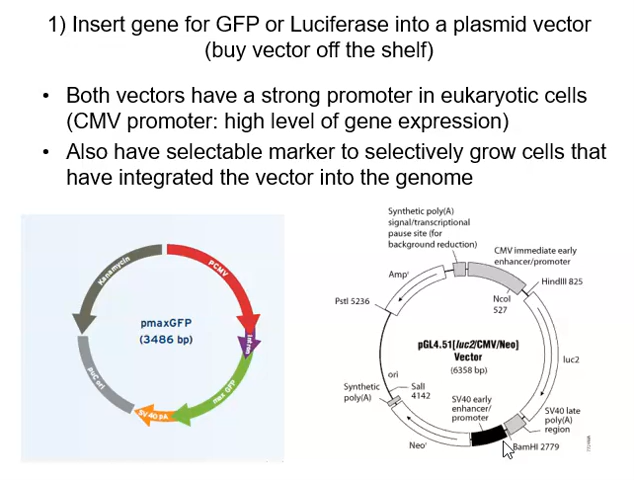 1) Insert gene for GFP or Luciferase into a plasmid vector
(buy vector off the shelf)
• Both vectors have a strong promoter in eukaryotic cells
(CMV promoter: high level of gene expression)
• Also have selectable marker to selectively grow cells that
have integrated the vector into the genome
Kanamycin
PCMV
Intron
max GFP
SV40 pA
puC ori
pmaxGFP
(3486 bp)
Synthetic poly(A)
signal/transcriptional
pause site (for
background reduction)
CMV immediate early
enhancer/promoter
HindIII 825
NcoI
527
Ampʳ
PstI 5236
pGL4.51[luc2/CMV/Neo]
Vector
(6358 bp)
luc2
ori
SalI
4142
Synthetic
poly(A)
SV40 early
enhancer/
promoter
SV40 late
poly(A)
region
BamHI 2779
Neoʳ